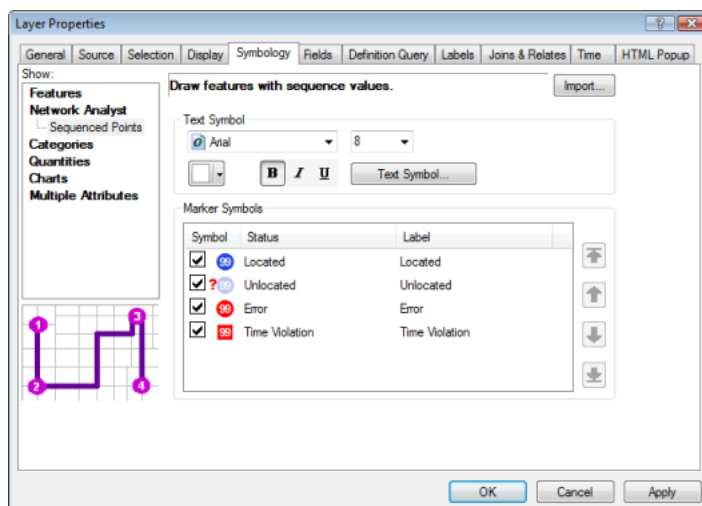 Layer Properties
General Source Selection Display Symbology Fields Definition Query Labels Joins & Relates Time HTML Popup
Show:
Features
Network Analyst
Sequenced Points
Categories
Quantities
Charts
Multiple Attributes
Draw features with sequence values.
Import...
Text Symbol
O Arial 8
B I U Text Symbol...
Marker Symbols
Symbol Status Label
99 Located Located
?99 Unlocated Unlocated
99 Error Error
99 Time Violation Time Violation
1 3
2 4
OK Cancel Apply